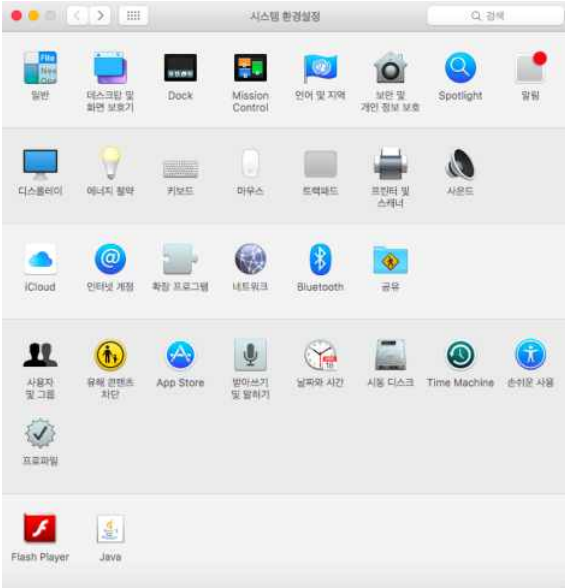 시스템 환경설정
검색
일반
데스크탑 및
화면 보호기
Dock
Mission
Control
언어 및 지역
보안 및
개인 정보 보호
Spotlight
알림
디스플레이
에너지 절약
키보드
마우스
트랙패드
프린터 및
스캐너
사운드
iCloud
인터넷 계정
확장 프로그램
네트워크
Bluetooth
공유
사용자
및 그룹
유해 콘텐츠
차단
App Store
받아쓰기
및 말하기
날짜와 시간
시동 디스크
Time Machine
손쉬운 사용
프로파일
Flash Player
Java